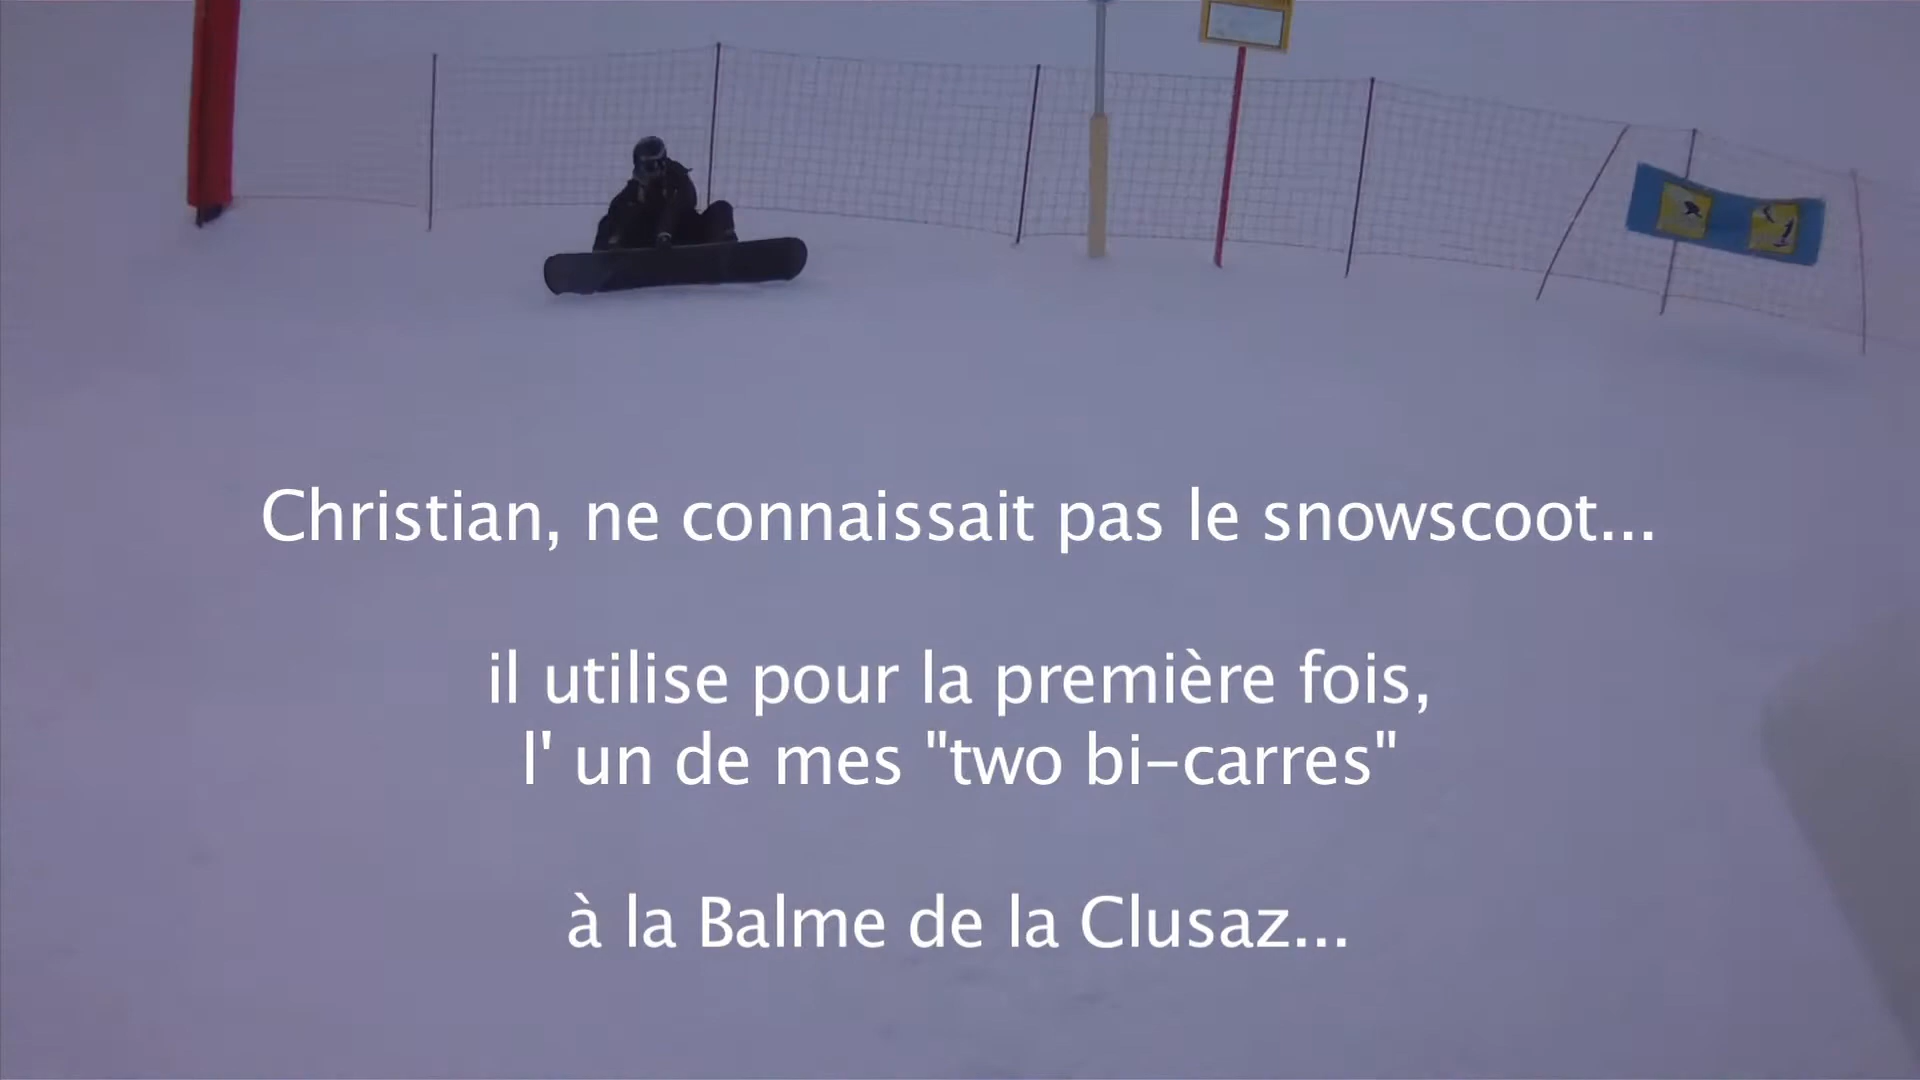 Christian, ne connaissait pas le snowscoot...
il utilise pour la première fois,
l' un de mes "two bi-carres"
à la Balme de la Clusaz...